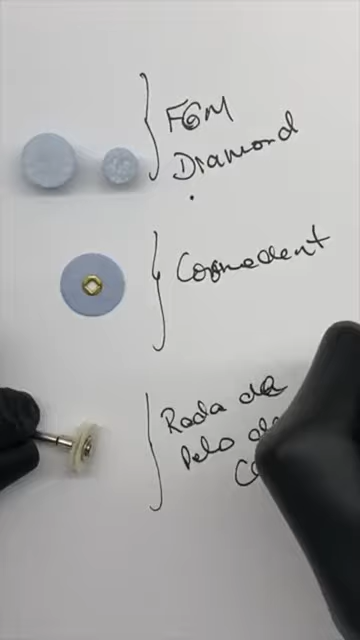 FGM
Diamond
Cosmedent
Roda de
Pelo de
C